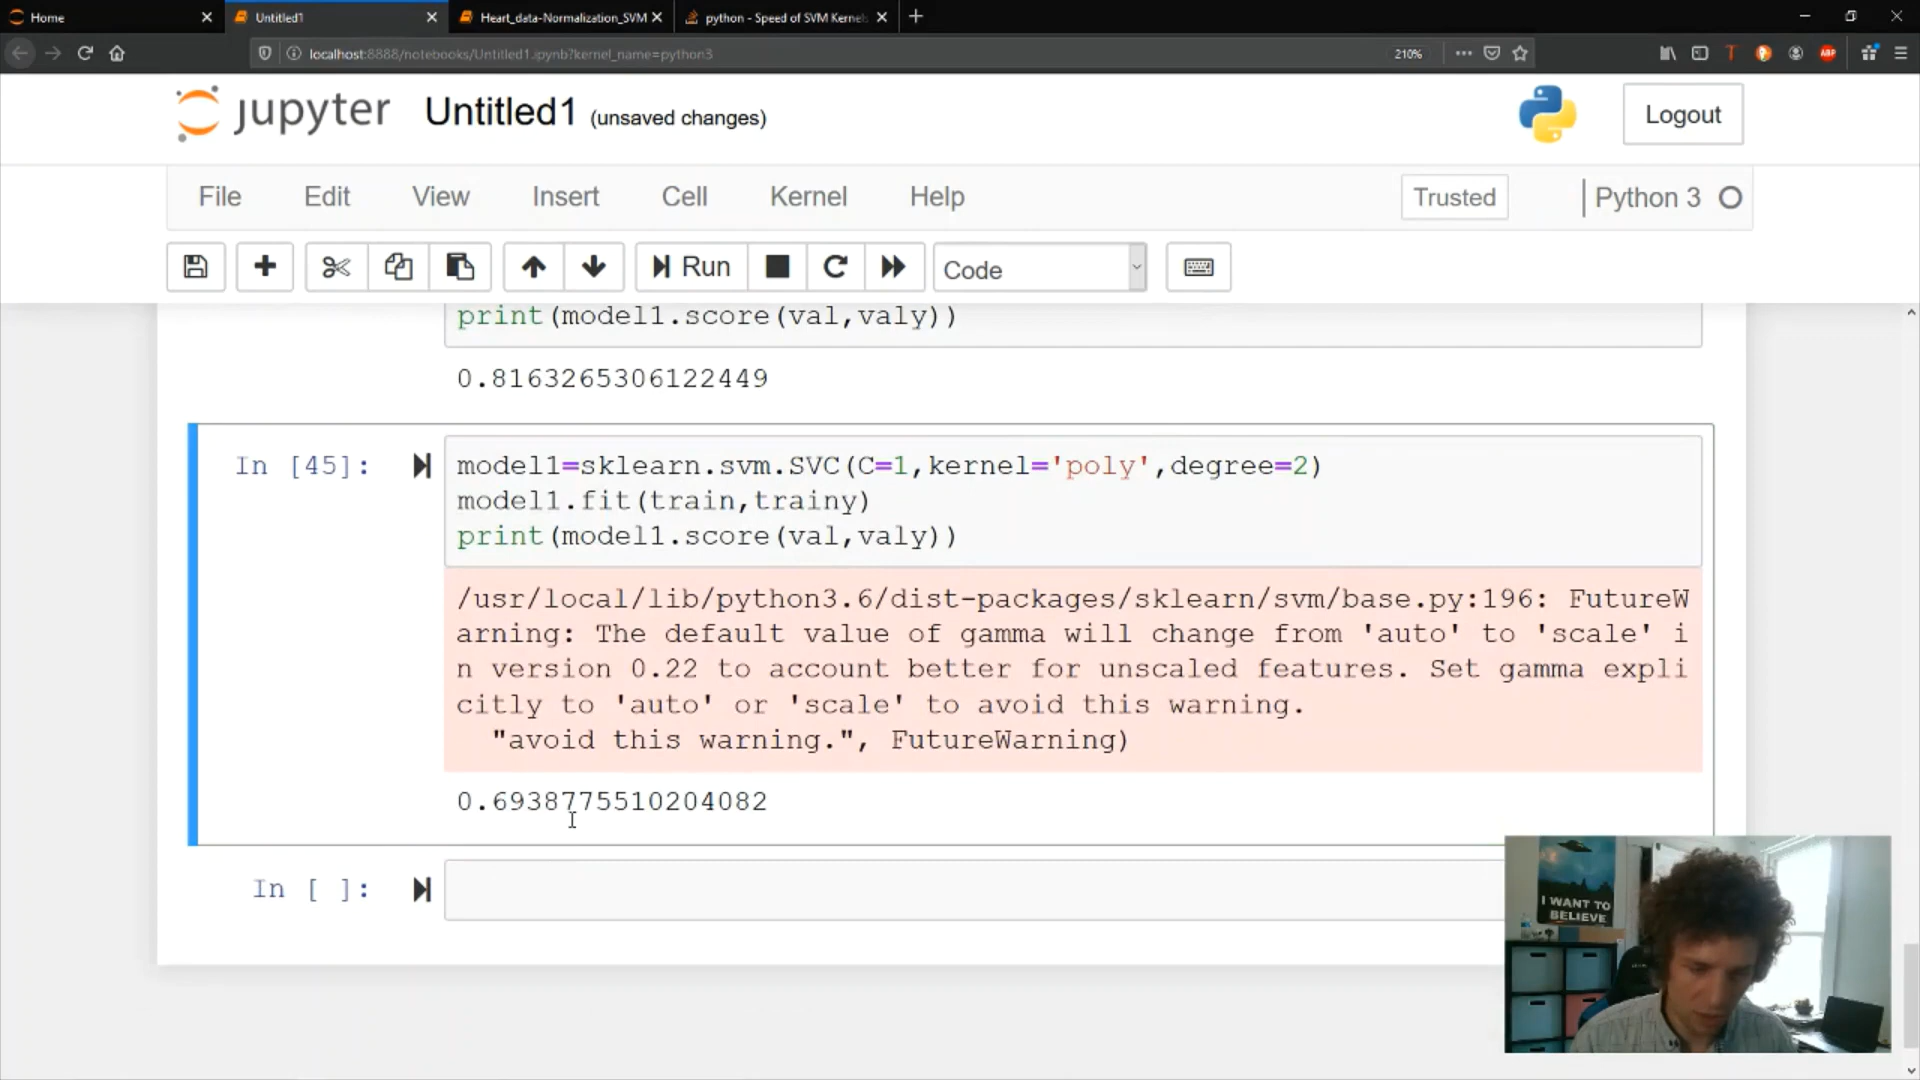 Home
Untitled1
Heart_data-Normalization_SVM
python - Speed of SVM Kernels
localhost:8888/notebooks/Untitled1.ipynb?kernel_name=python3
210%
ABP
jupyter Untitled1 (unsaved changes)
Logout
File Edit View Insert Cell Kernel Help
Trusted
Python 3
Run
Code
print(model1.score(val,valy))
0.8163265306122449
In [45]:
model1=sklearn.svm.SVC(C=1,kernel='poly',degree=2)
model1.fit(train,trainy)
print(model1.score(val,valy))
/usr/local/lib/python3.6/dist-packages/sklearn/svm/base.py:196: FutureW
arning: The default value of gamma will change from 'auto' to 'scale' i
n version 0.22 to account better for unscaled features. Set gamma expli
citly to 'auto' or 'scale' to avoid this warning.
"avoid this warning.", FutureWarning)
0.6938775510204082
In [ ]:
I WANT TO
BELIEVE